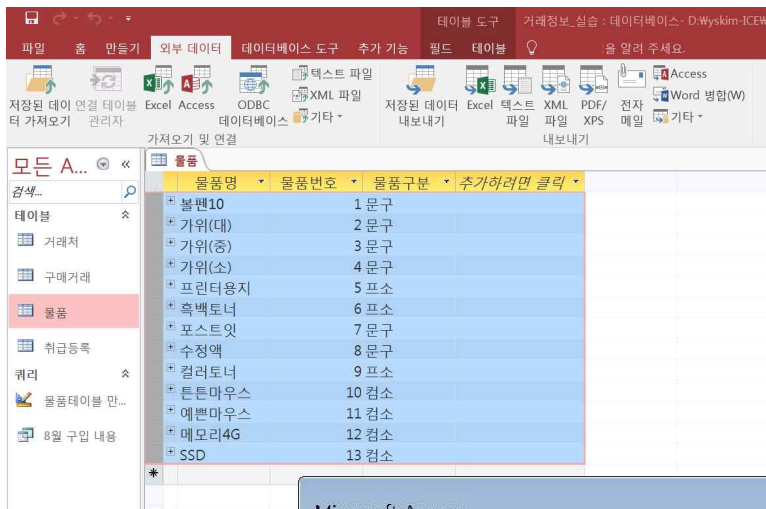 테이블 도구 거래정보_실습 : 데이터베이스- D:₩yskim-ICE₩
파일 홈 만들기 외부 데이터 데이터베이스 도구 추가 기능 필드 테이블 을 알려 주세요.
저장된 데이터 가져오기
연결 테이블 관리자
Excel
Access
ODBC 데이터베이스
텍스트 파일
XML 파일
기타
가져오기 및 연결
저장된 데이터 내보내기
Excel
텍스트 파일
XML 파일
PDF/ XPS
전자 메일
Access
Word 병합(W)
기타
내보내기
모든 A...
검색...
테이블
거래처
구매거래
물품
취급등록
쿼리
물품테이블 만...
8월 구입 내용
물품
물품명 물품번호 물품구분 추가하려면 클릭
볼펜10 1 문구
가위(대) 2 문구
가위(중) 3 문구
가위(소) 4 문구
프린터용지 5 프소
흑백토너 6 프소
포스트잇 7 문구
수정액 8 문구
컬러토너 9 프소
튼튼마우스 10 컴소
예쁜마우스 11 컴소
메모리4G 12 컴소
SSD 13 컴소